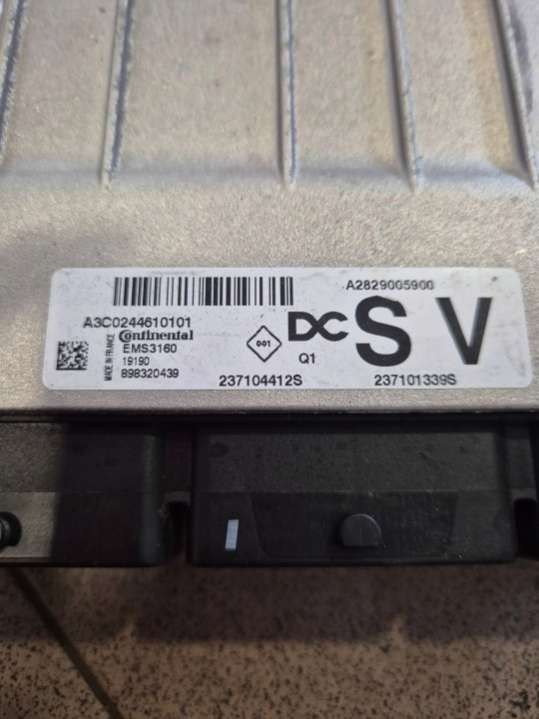 A2829005900
A3C0244610101
MADE IN FRANCE
Continental
EMS3160
19190
898320439
001
DC
Q1
S V
237104412S
237101339S